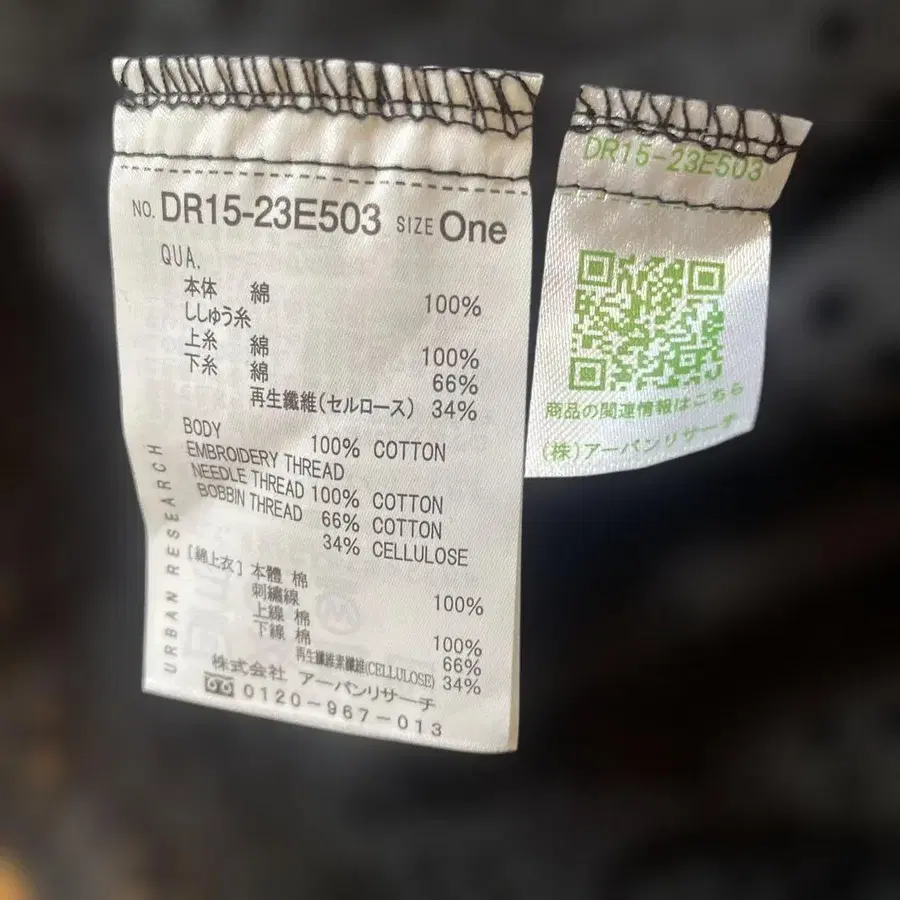 NO. DR15-23E503 SIZE One
QUA.
本体 綿 100%
ししゅう糸
上糸 綿 100%
下糸 綿 66%
再生繊維(セルロース) 34%
BODY 100% COTTON
EMBROIDERY THREAD
NEEDLE THREAD 100% COTTON
BOBBIN THREAD 66% COTTON
34% CELLULOSE
[綿上衣] 本體 棉 100%
刺繡線
上線 棉 100%
下線 棉 66%
再生纖維素纖維(CELLULOSE) 34%
株式会社 アーバンリサーチ
0120-967-013
URBAN RESEARCH
DR15-23E503
商品の関連情報はこちら
(株)アーバンリサーチ